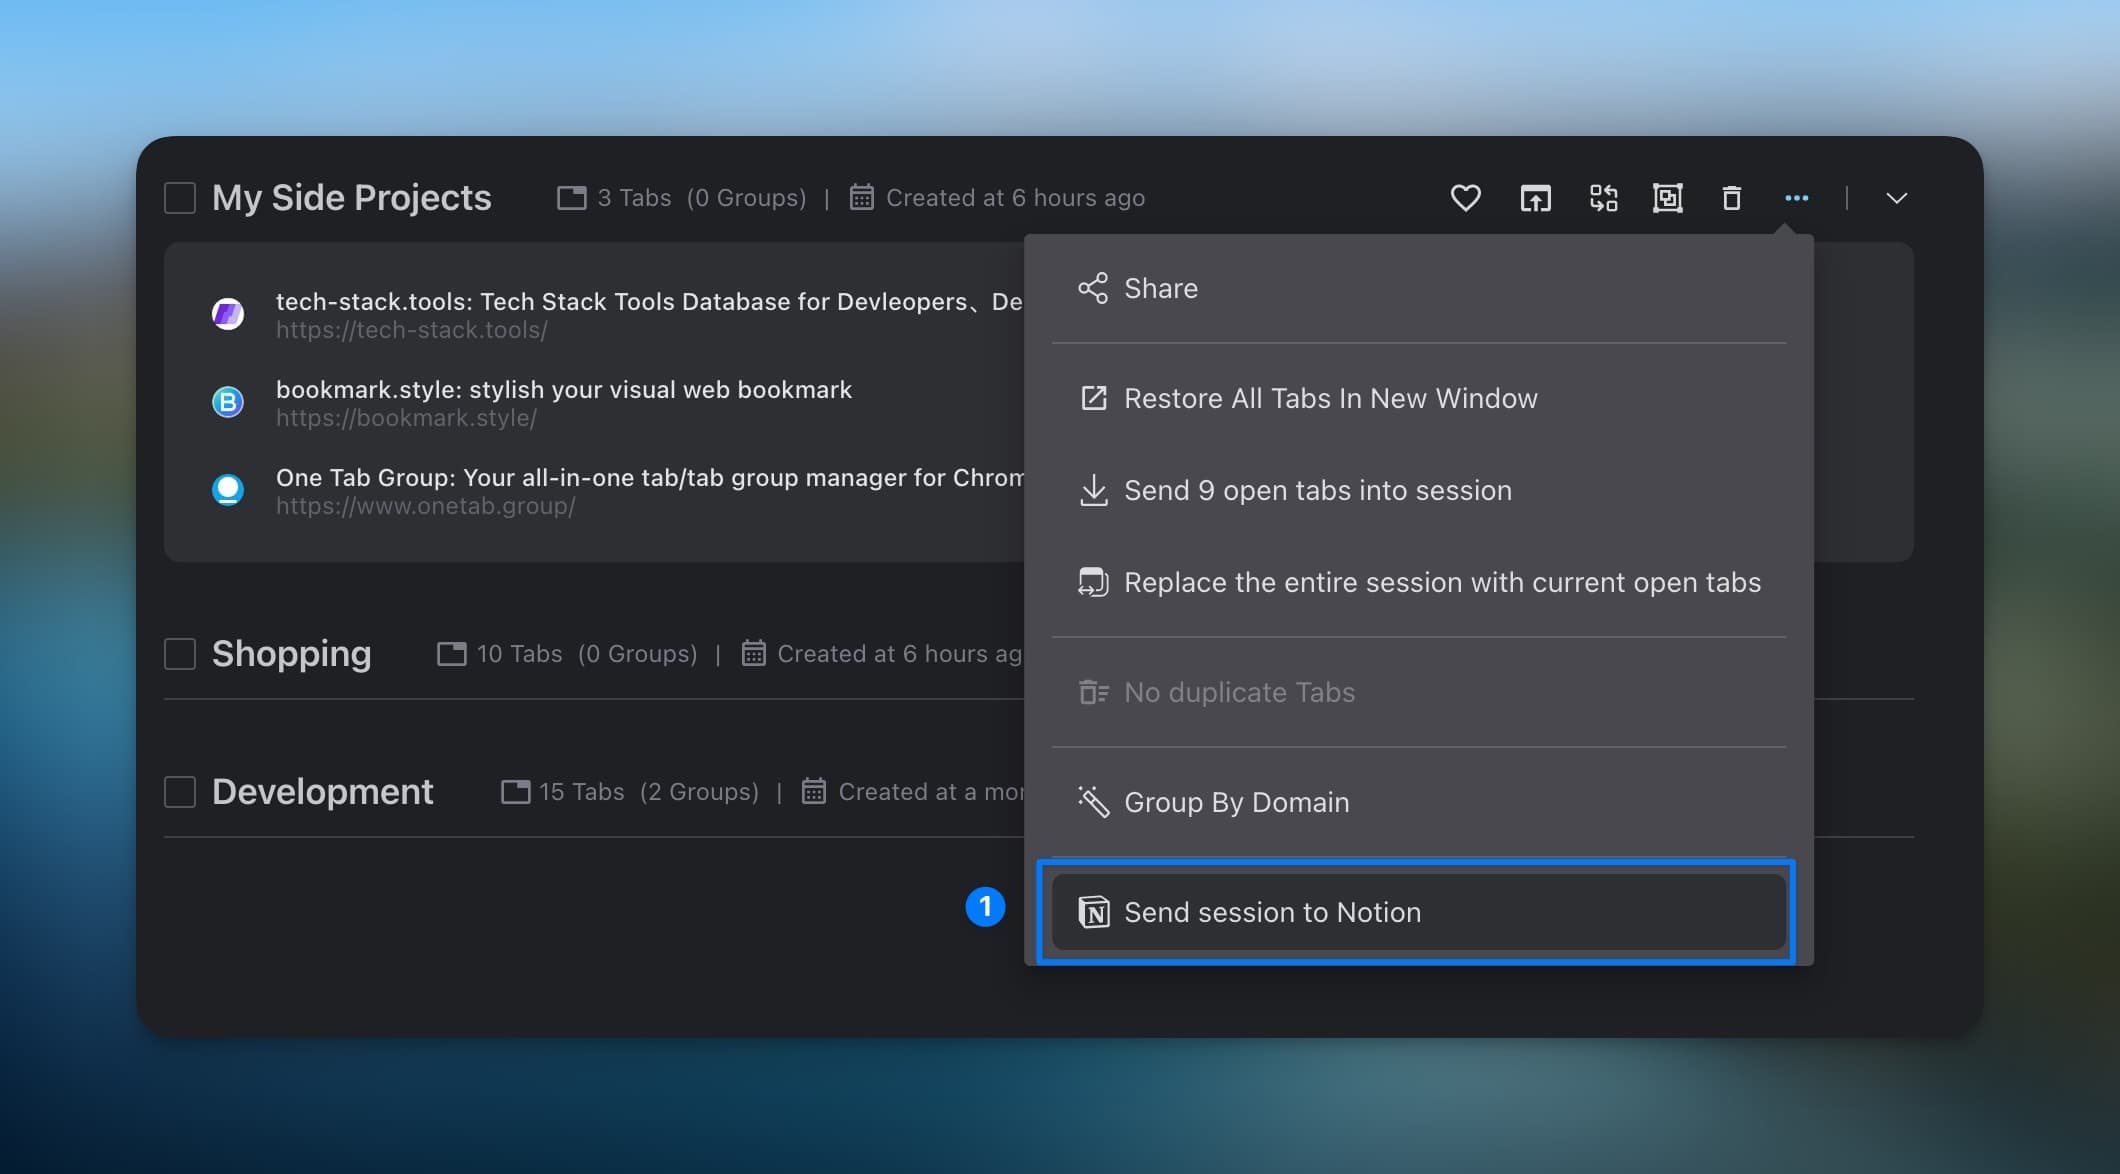 My Side Projects
3 Tabs (0 Groups) | Created at 6 hours ago
tech-stack.tools: Tech Stack Tools Database for Devleopers、De
https://tech-stack.tools/
B
bookmark.style: stylish your visual web bookmark
https://bookmark.style/
One Tab Group: Your all-in-one tab/tab group manager for Chrom
https://www.onetab.group/
Shopping
10 Tabs (0 Groups) | Created at 6 hours ag
Development
15 Tabs (2 Groups) | Created at a mon
Share
Restore All Tabs In New Window
Send 9 open tabs into session
Replace the entire session with current open tabs
No duplicate Tabs
Group By Domain
1
N
Send session to Notion